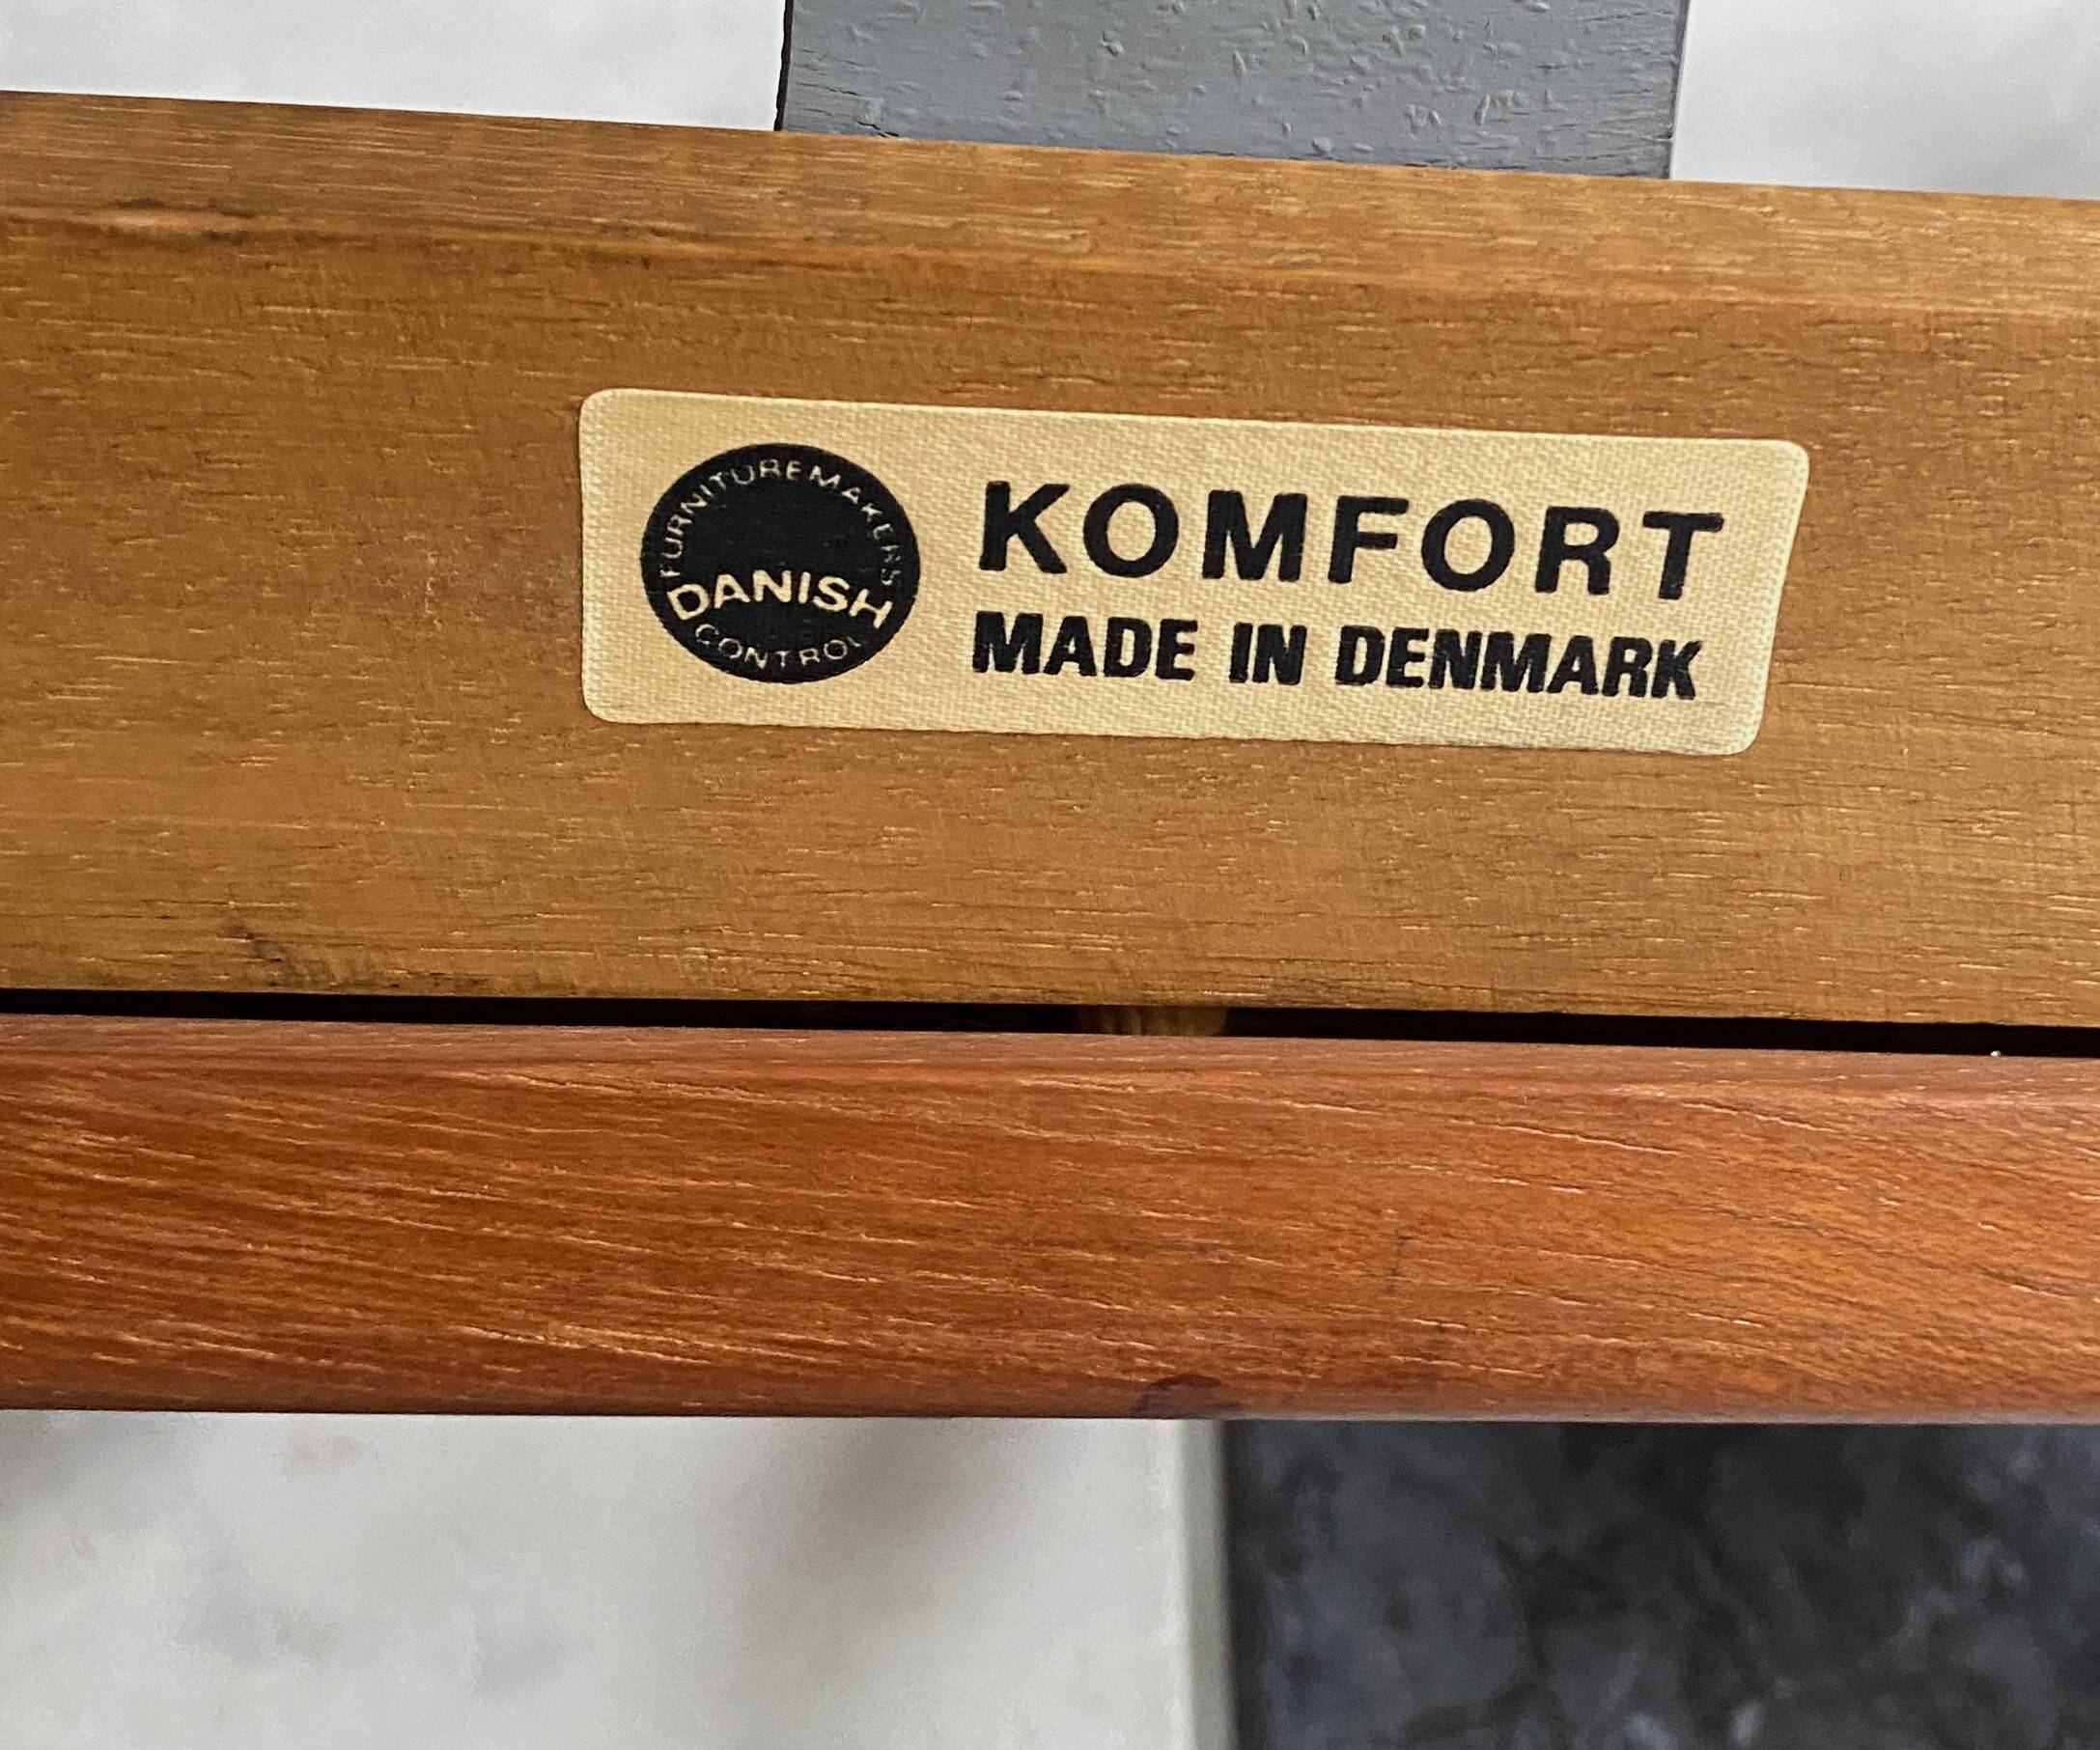 FURNITUREMAKERS
DANISH
CONTROL
KOMFORT
MADE IN DENMARK